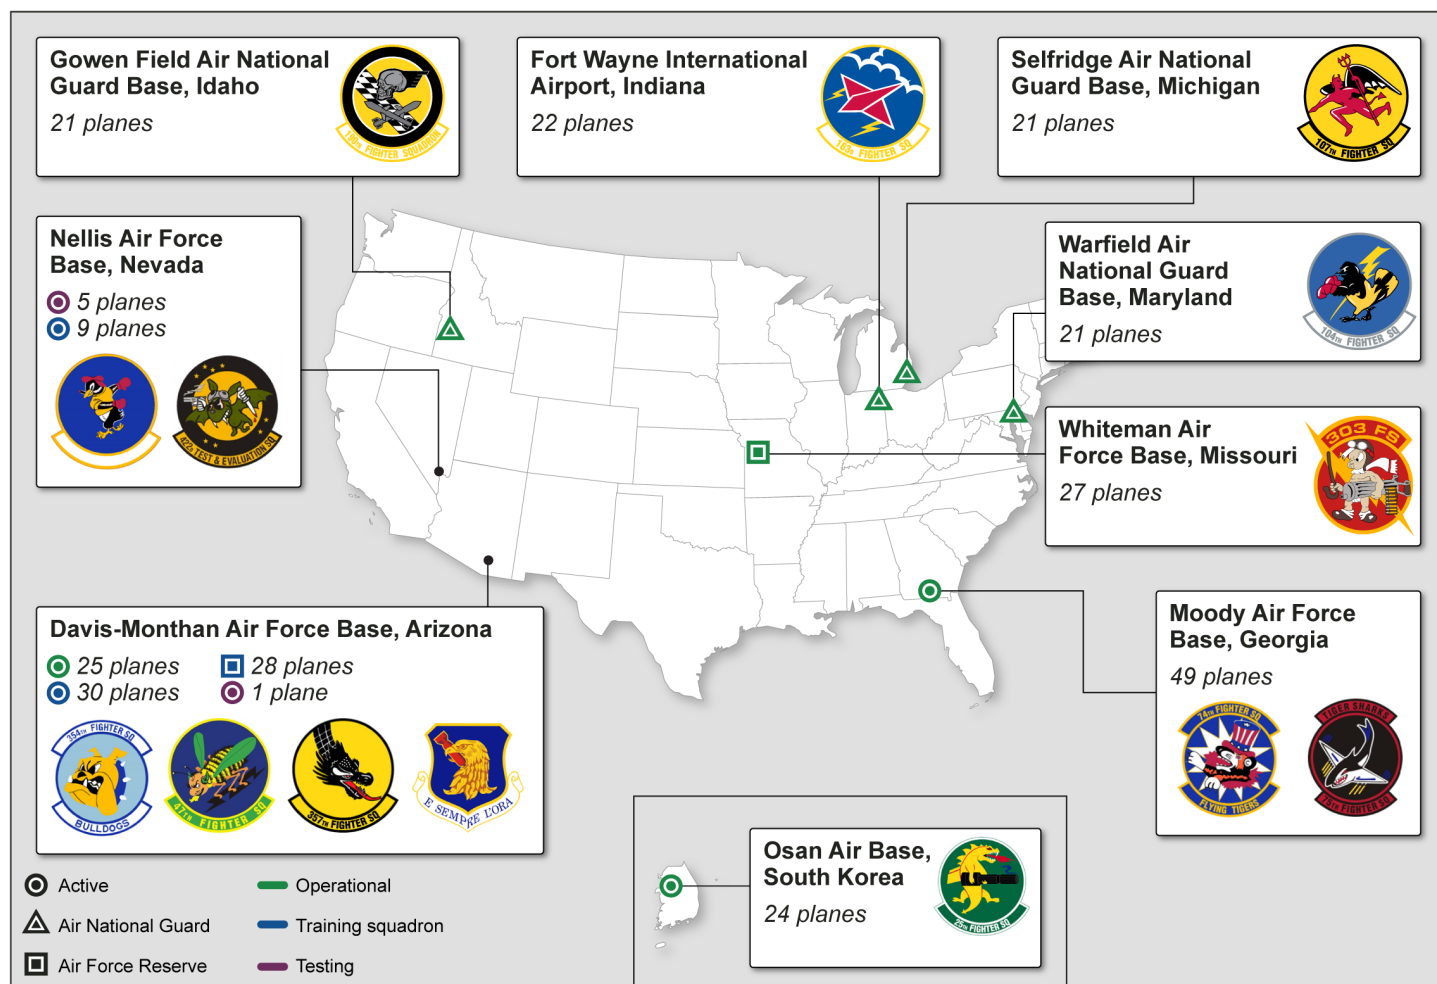 Gowen Field Air National
Guard Base, Idaho
21 planes
190TH FIGHTER SQUADRON
Fort Wayne International
Airport, Indiana
22 planes
163D FIGHTER SQ
Selfridge Air National
Guard Base, Michigan
21 planes
107TH FIGHTER SQ
Nellis Air Force
Base, Nevada
5 planes
9 planes
422D TEST & EVALUATION SQ
Warfield Air
National Guard
Base, Maryland
21 planes
104TH FIGHTER SQ
Whiteman Air
Force Base, Missouri
27 planes
303 FS
Davis-Monthan Air Force Base, Arizona
25 planes
28 planes
30 planes
1 plane
354TH FIGHTER SQ
BULLDOGS
47TH FIGHTER SQ
357TH FIGHTER SQ
E SEMPRE L'ORA
Moody Air Force
Base, Georgia
49 planes
74TH FIGHTER SQ
FLYING TIGERS
TIGER SHARKS
75TH FIGHTER SQ
Osan Air Base,
South Korea
24 planes
25TH FIGHTER SQ
Active
Operational
Air National Guard
Training squadron
Air Force Reserve
Testing